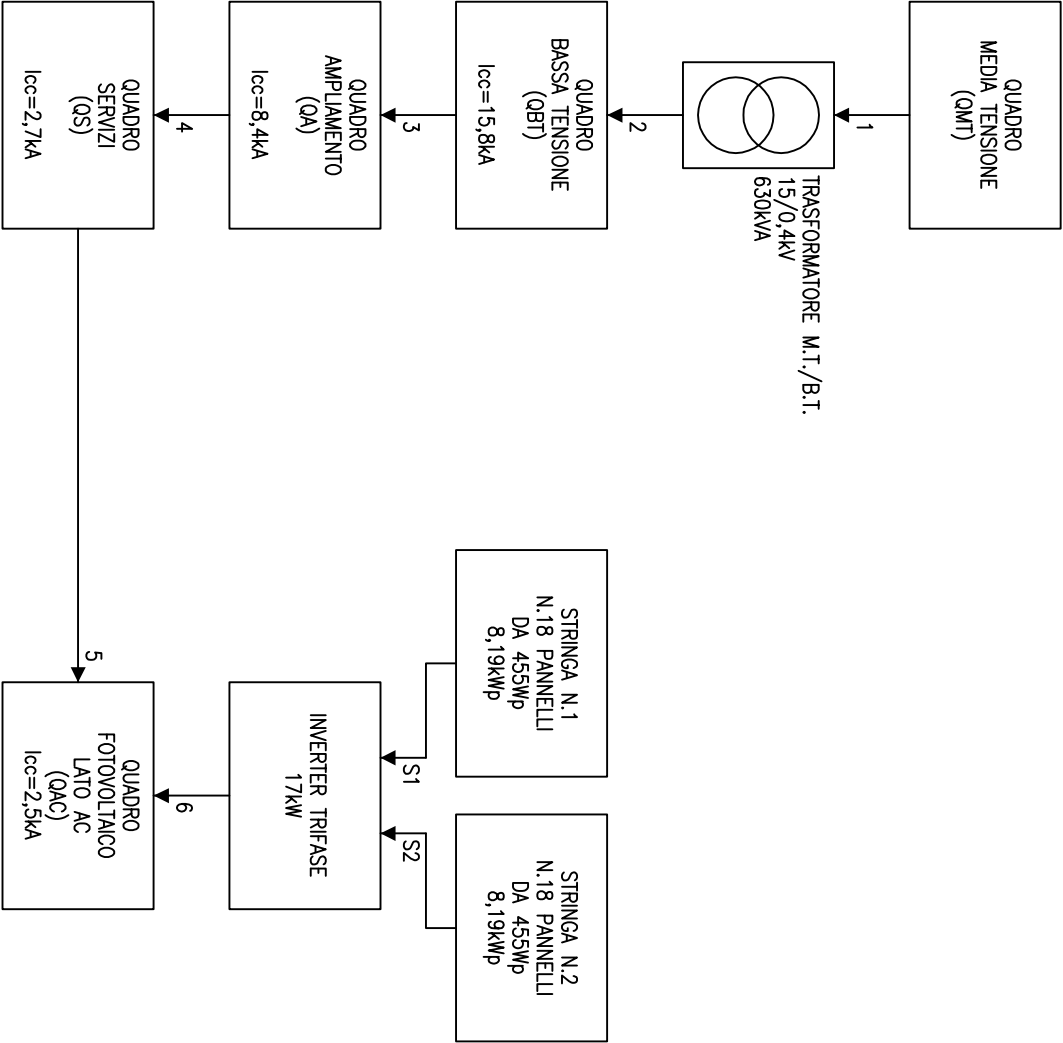 QUADRO
MEDIA TENSIONE
(QMT)
1
TRASFORMATORE M.T./B.T.
15/0,4kV
630kVA
2
QUADRO
BASSA TENSIONE
(QBT)
Icc=15,8kA
3
QUADRO
AMPLIAMENTO
(QA)
Icc=8,4kA
4
QUADRO
SERVIZI
(QS)
Icc=2,7kA
5
STRINGA N.1
N.18 PANNELLI
DA 455Wp
8,19kWp
STRINGA N.2
N.18 PANNELLI
DA 455Wp
8,19kWp
S1
S2
INVERTER TRIFASE
17kW
6
QUADRO
FOTOVOLTAICO
LATO AC
(QAC)
Icc=2,5kA